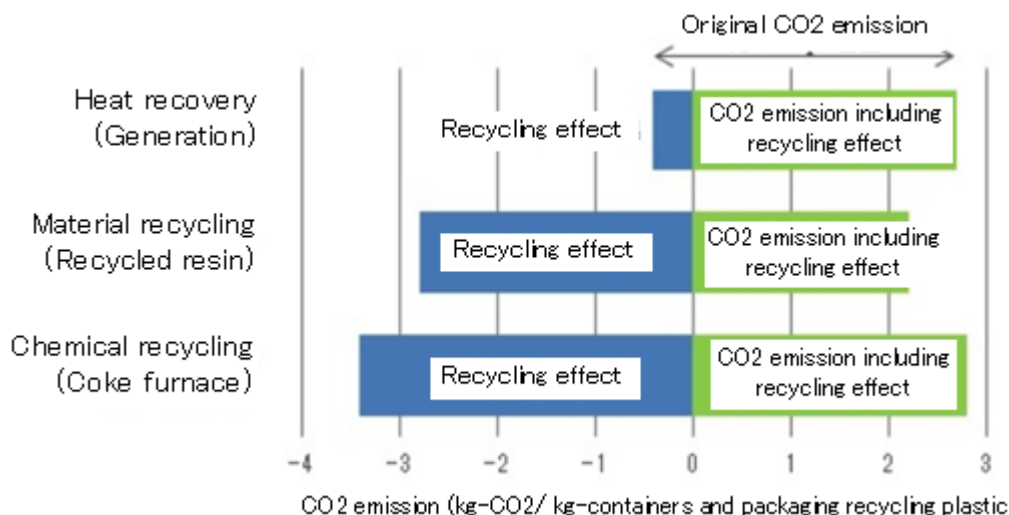 Original CO2 emission
Heat recovery
(Generation)
Recycling effect
CO2 emission including
recycling effect
Material recycling
(Recycled resin)
Recycling effect
CO2 emission including
recycling effect
Chemical recycling
(Coke furnace)
Recycling effect
CO2 emission including
recycling effect
-4 -3 -2 -1 0 1 2 3
CO2 emission (kg-CO2/ kg-containers and packaging recycling plastic